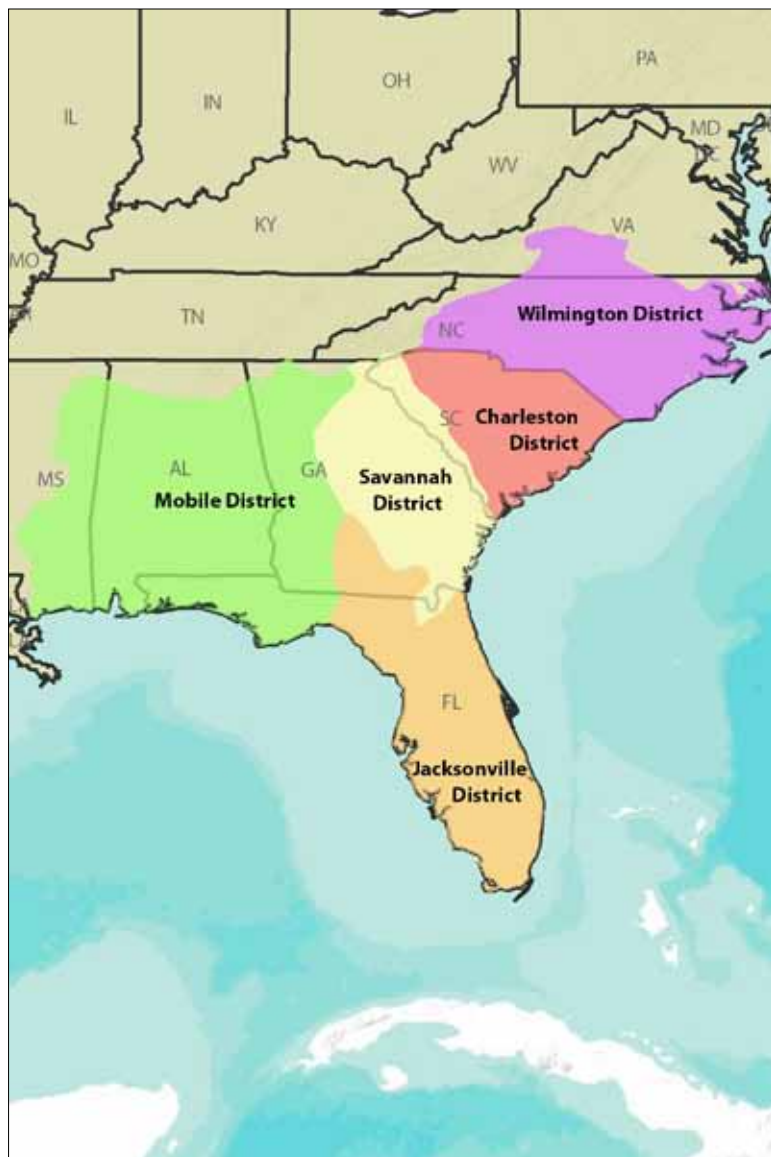 PA
OH
IN
IL
MD
WV
VA
KY
MO
Wilmington District
TN
NC
Charleston
District
SC
MS
AL
GA
Savannah
District
Mobile District
FL
Jacksonville
District